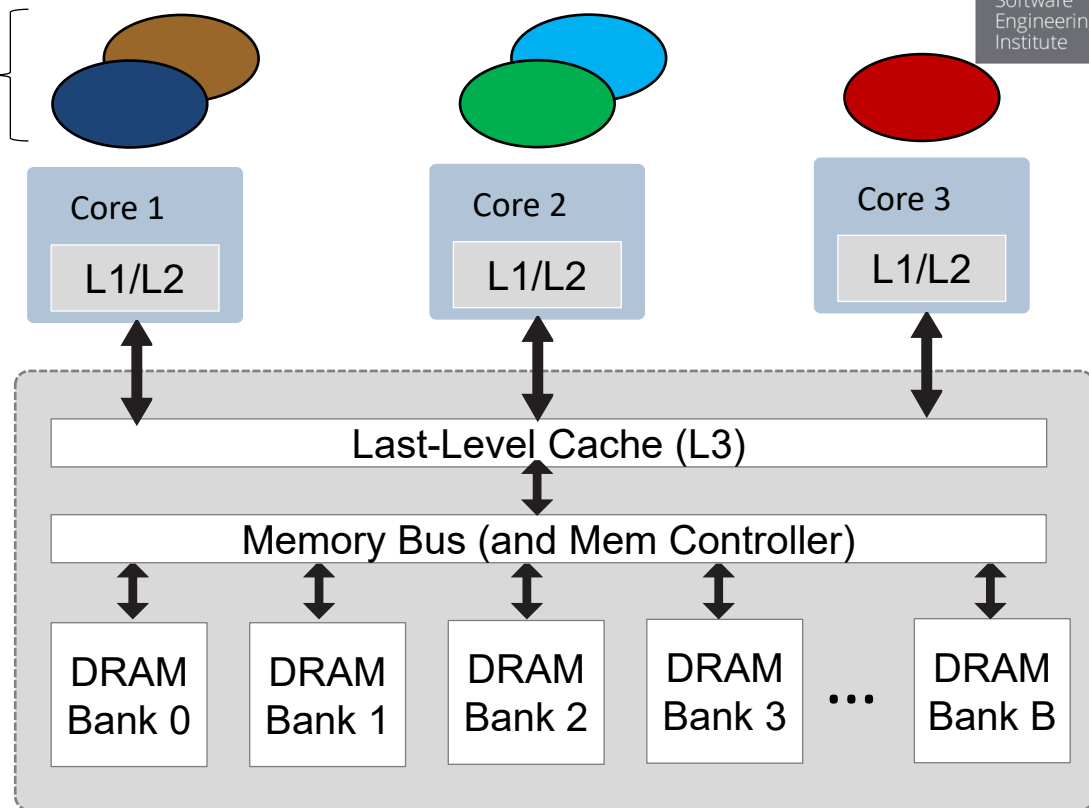 Software
Engineerin
Institute
Core 1
Core 2
Core 3
L1/L2
L1/L2
L1/L2
Last-Level Cache (L3)
Memory Bus (and Mem Controller)
DRAM
Bank 0
DRAM
Bank 1
DRAM
Bank 2
DRAM
Bank 3
...
DRAM
Bank B